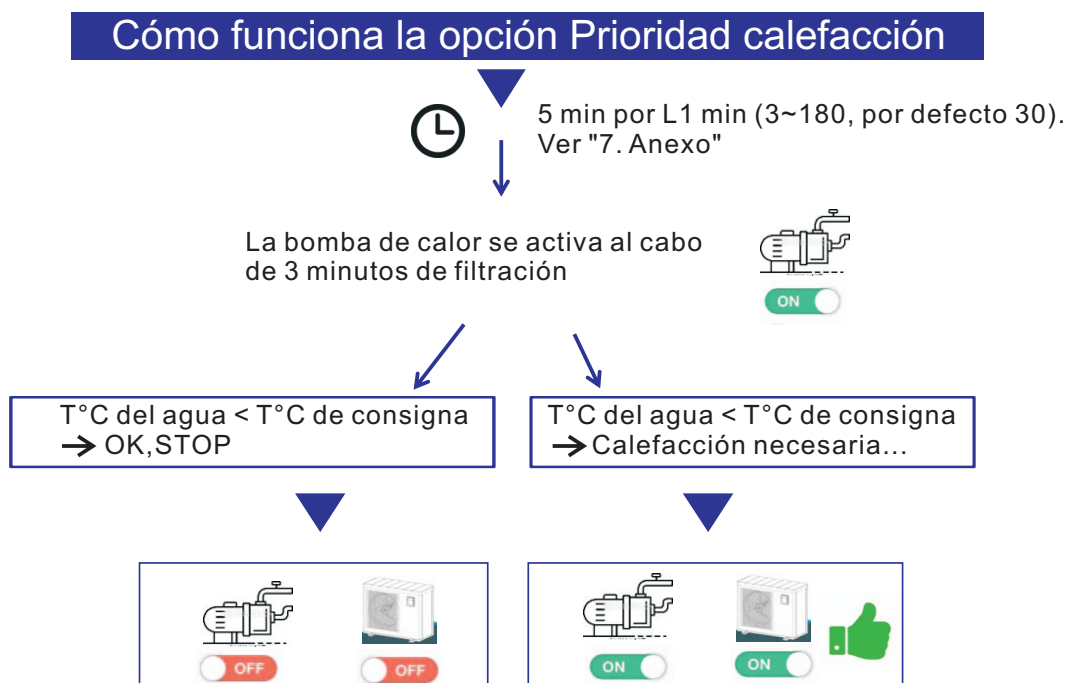 Cómo funciona la opción Prioridad calefacción
5 min por L1 min (3~180, por defecto 30).
Ver "7. Anexo"
La bomba de calor se activa al cabo
de 3 minutos de filtración
ON
T°C del agua < T°C de consigna
→ OK,STOP
T°C del agua < T°C de consigna
→ Calefacción necesaria...
OFF
OFF
ON
ON